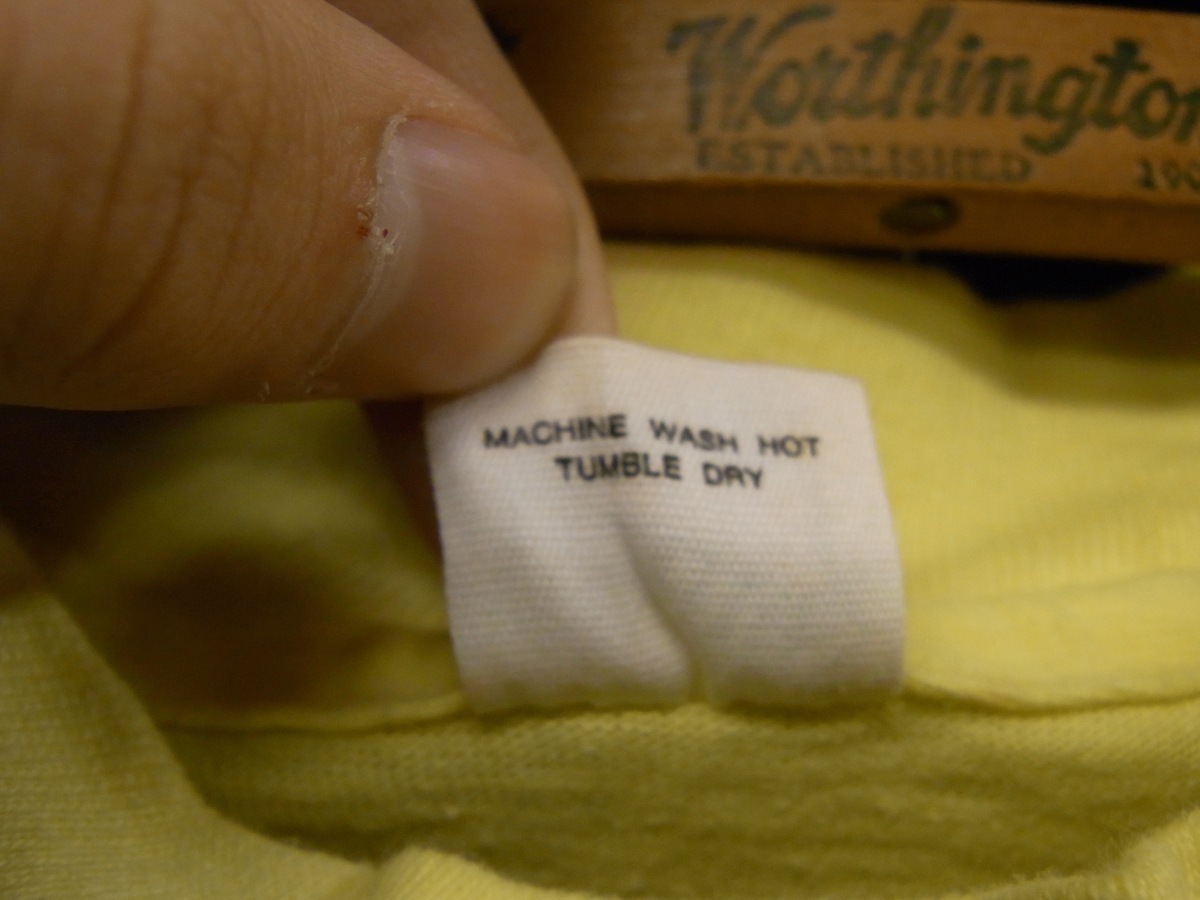 Worthington
ESTABLISHED
MACHINE WASH HOT
TUMBLE DRY